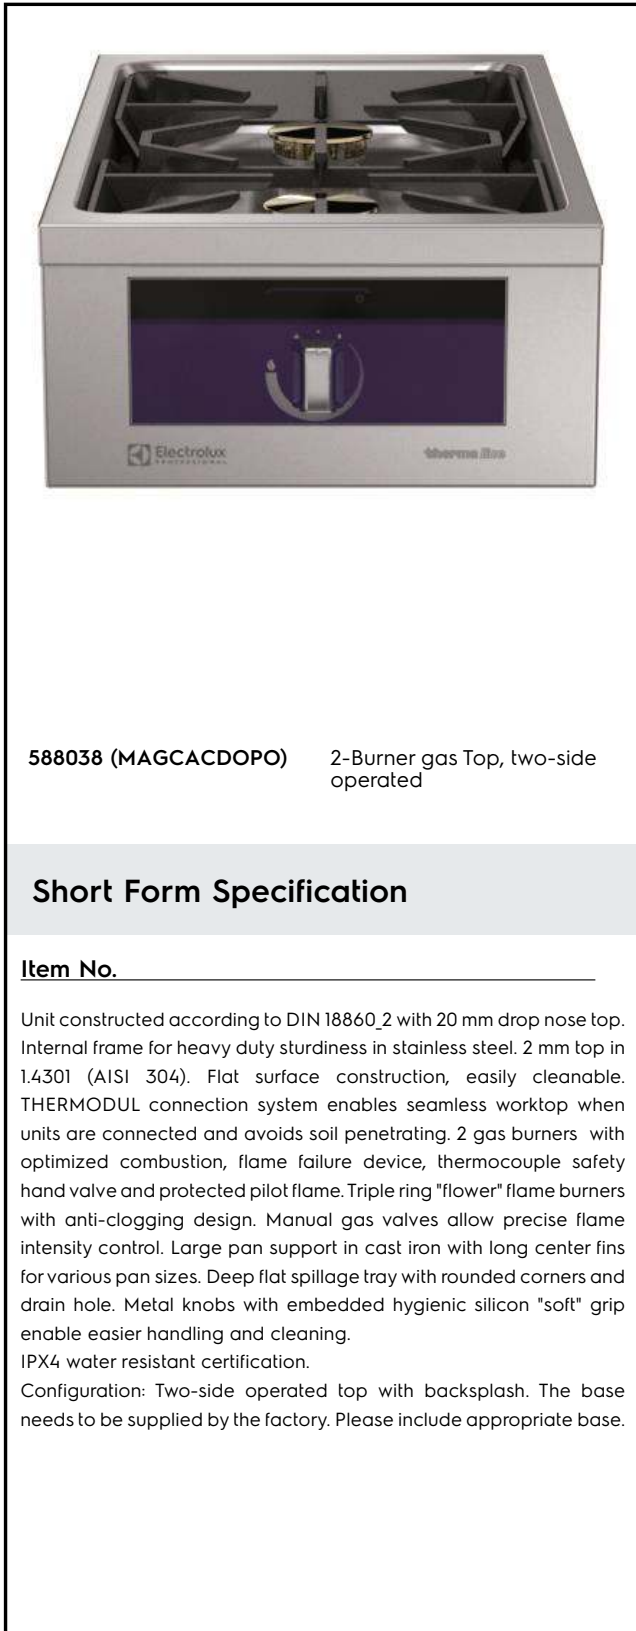 Electrolux
PROFESSIONAL
therma line
588038 (MAGCACDOPO)
2-Burner gas Top, two-side
operated
Short Form Specification
Item No.
Unit constructed according to DIN 18860_2 with 20 mm drop nose top.
Internal frame for heavy duty sturdiness in stainless steel. 2 mm top in
1.4301 (AISI 304). Flat surface construction, easily cleanable.
THERMODUL connection system enables seamless worktop when
units are connected and avoids soil penetrating. 2 gas burners with
optimized combustion, flame failure device, thermocouple safety
hand valve and protected pilot flame. Triple ring "flower" flame burners
with anti-clogging design. Manual gas valves allow precise flame
intensity control. Large pan support in cast iron with long center fins
for various pan sizes. Deep flat spillage tray with rounded corners and
drain hole. Metal knobs with embedded hygienic silicon "soft" grip
enable easier handling and cleaning.
IPX4 water resistant certification.
Configuration: Two-side operated top with backsplash. The base
needs to be supplied by the factory. Please include appropriate base.